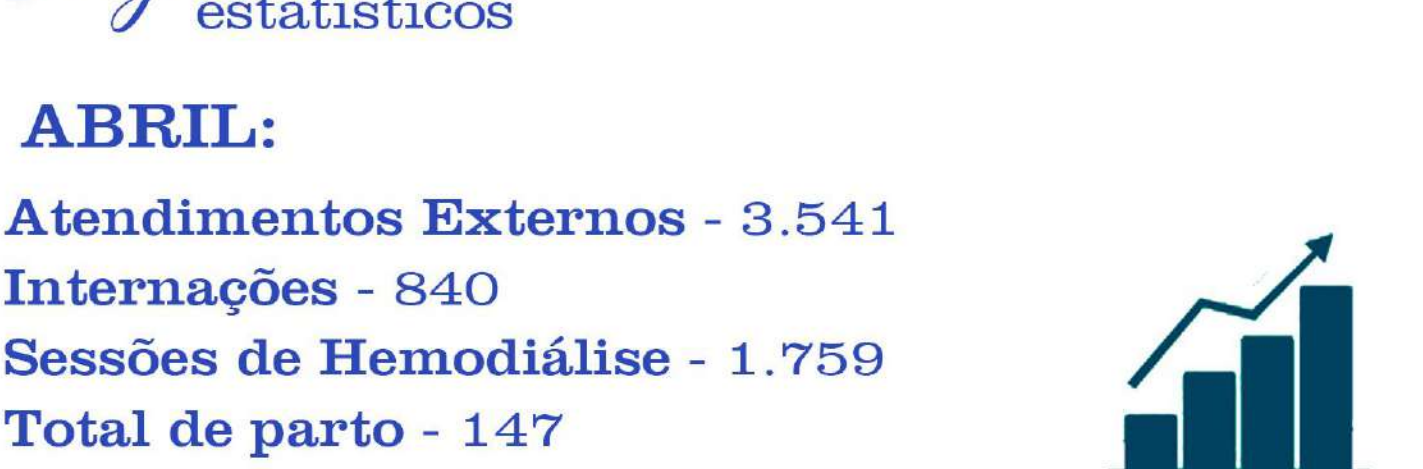 estatísticos
ABRIL:
Atendimentos Externos - 3.541
Internações - 840
Sessões de Hemodiálise - 1.759
Total de parto - 147